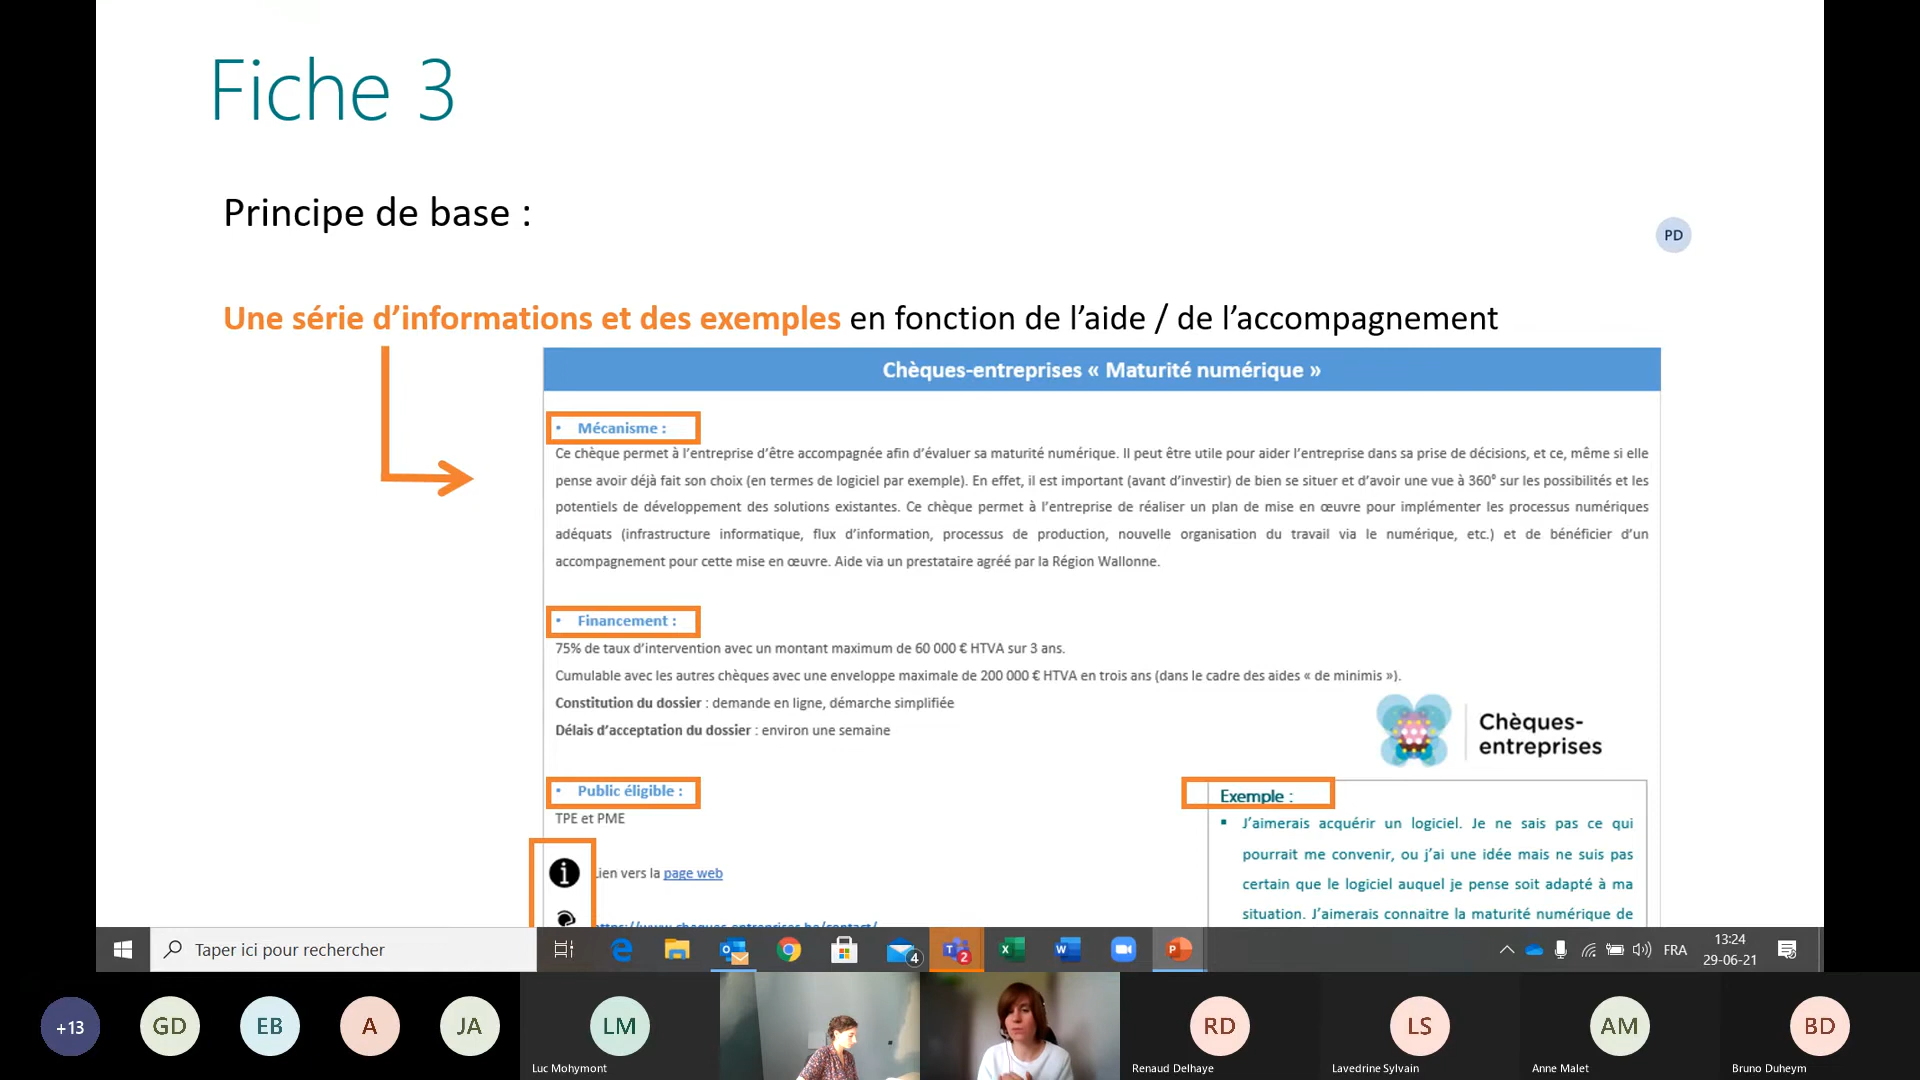 Fiche 3
Principe de base :
PD
Une série d’informations et des exemples en fonction de l’aide / de l’accompagnement
Chèques-entreprises « Maturité numérique »
• Mécanisme :
Ce chèque permet à l’entreprise d’être accompagnée afin d’évaluer sa maturité numérique. Il peut être utile pour aider l’entreprise dans sa prise de décisions, et ce, même si elle
pense avoir déjà fait son choix (en termes de logiciel par exemple). En effet, il est important (avant d’investir) de bien se situer et d’avoir une vue à 360° sur les possibilités et les
potentiels de développement des solutions existantes. Ce chèque permet à l’entreprise de réaliser un plan de mise en œuvre pour implémenter les processus numériques
adéquats (infrastructure informatique, flux d’information, processus de production, nouvelle organisation du travail via le numérique, etc.) et de bénéficier d’un
accompagnement pour cette mise en œuvre. Aide via un prestataire agréé par la Région Wallonne.
• Financement :
75% de taux d’intervention avec un montant maximum de 60 000 € HTVA sur 3 ans.
Cumulable avec les autres chèques avec une enveloppe maximale de 200 000 € HTVA en trois ans (dans le cadre des aides « de minimis »).
Constitution du dossier : demande en ligne, démarche simplifiée
Délais d’acceptation du dossier : environ une semaine
Chèques-
entreprises
• Public éligible :
TPE et PME
ien vers la page web
https://www.cheques-entreprises.be/contact/
Exemple :
▪ J’aimerais acquérir un logiciel. Je ne sais pas ce qui
pourrait me convenir, ou j’ai une idée mais ne suis pas
certain que le logiciel auquel je pense soit adapté à ma
situation. J’aimerais connaitre la maturité numérique de
Taper ici pour rechercher
4
2
FRA
13:24
29-06-21
+13
GD
EB
A
JA
LM
Luc Mohymont
RD
Renaud Delhaye
LS
Lavedrine Sylvain
AM
Anne Malet
BD
Bruno Duheym